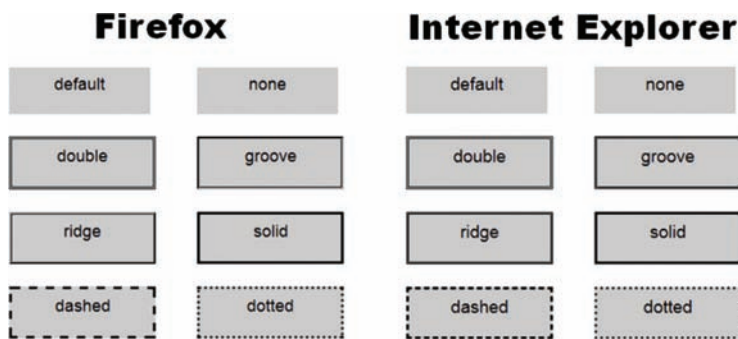 Firefox Internet Explorer
default none default none
double groove double groove
ridge solid ridge solid
dashed dotted dashed dotted